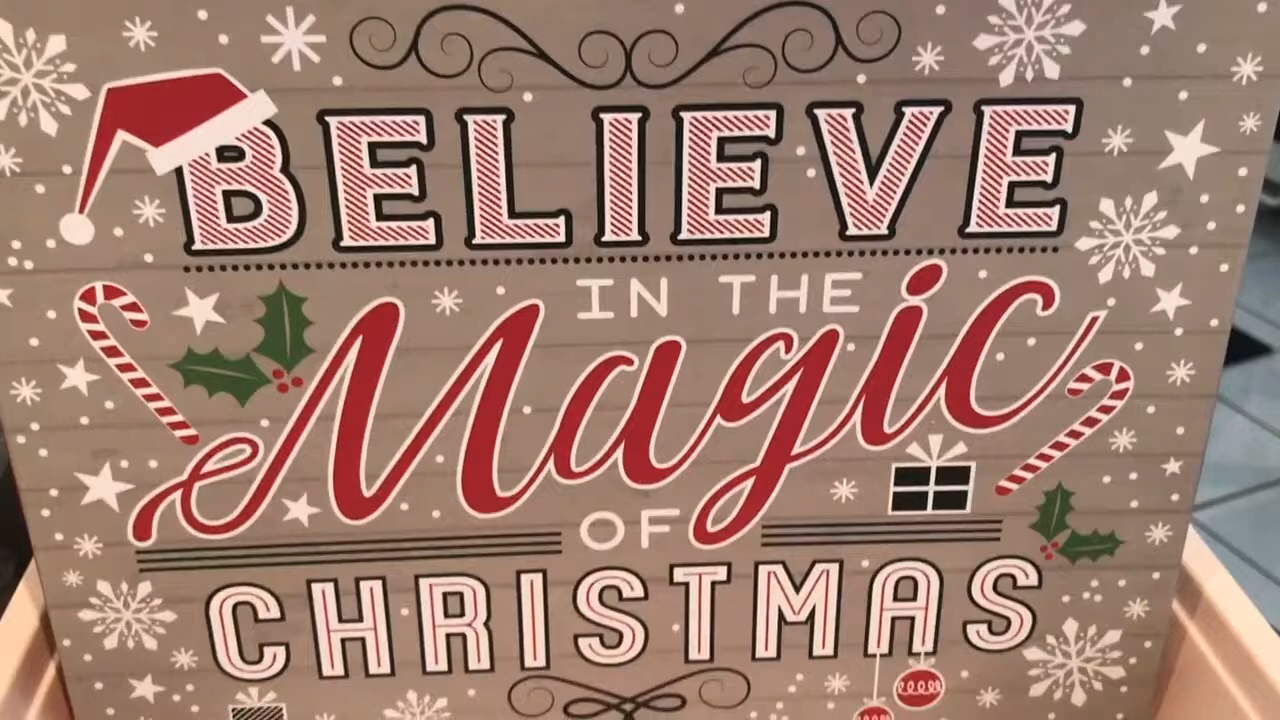 BELIEVE
IN THE
Magic
OF
CHRISTMAS